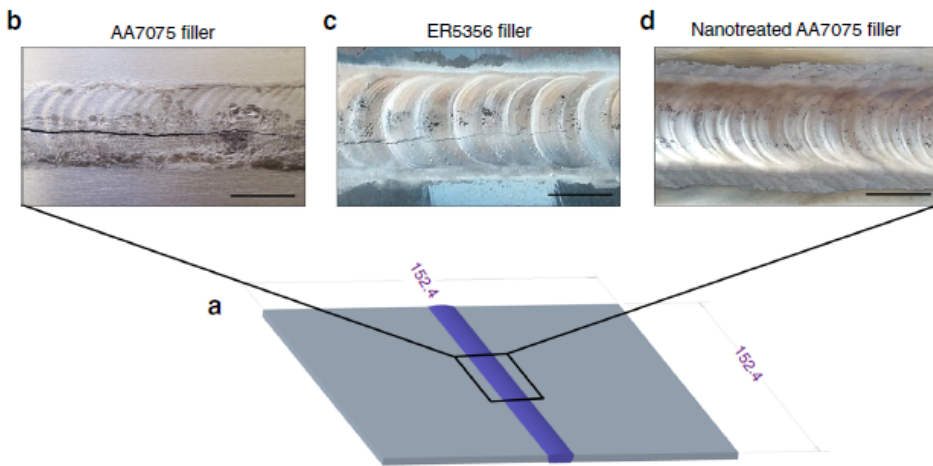 b
AA7075 filler
c
ER5356 filler
d
Nanotreated AA7075 filler
a
152.4
152.4